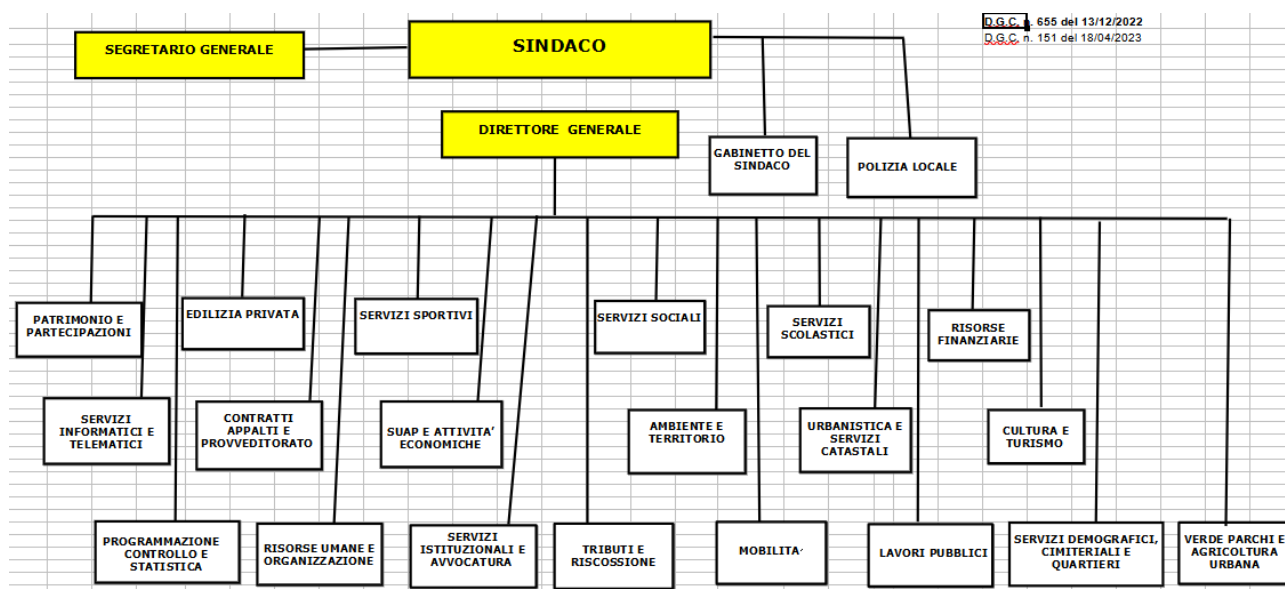 D.G.C. n. 655 del 13/12/2022
D.G.C. n. 151 del 18/04/2023
SEGRETARIO GENERALE
SINDACO
DIRETTORE GENERALE
GABINETTO DEL
SINDACO
POLIZIA LOCALE
PATRIMONIO E
PARTECIPAZIONI
EDILIZIA PRIVATA
SERVIZI SPORTIVI
SERVIZI SOCIALI
SERVIZI
SCOLASTICI
RISORSE
FINANZIARIE
SERVIZI
INFORMATICI E
TELEMATICI
CONTRATTI
APPALTI E
PROVVEDITORATO
SUAP E ATTIVITA’
ECONOMICHE
AMBIENTE E
TERRITORIO
URBANISTICA E
SERVIZI
CATASTALI
CULTURA E
TURISMO
PROGRAMMAZIONE
CONTROLLO E
STATISTICA
RISORSE UMANE E
ORGANIZZAZIONE
SERVIZI
ISTITUZIONALI E
AVVOCATURA
TRIBUTI E
RISCOSSIONE
MOBILITA’
LAVORI PUBBLICI
SERVIZI DEMOGRAFICI,
CIMITERIALI E
QUARTIERI
VERDE PARCHI E
AGRICOLTURA
URBANA